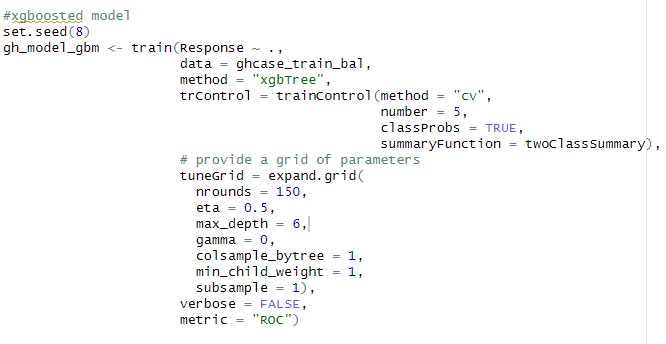 #xgboosted model
set.seed(8)
gh_model_gbm <- train(Response ~ .,
                      data = ghcase_train_bal,
                      method = "xgbTree",
                      trControl = trainControl(method = "cv",
                                               number = 5,
                                               classProbs = TRUE,
                                               summaryFunction = twoClassSummary),
                      # provide a grid of parameters
                      tuneGrid = expand.grid(
                        nrounds = 150,
                        eta = 0.5,
                        max_depth = 6,
                        gamma = 0,
                        colsample_bytree = 1,
                        min_child_weight = 1,
                        subsample = 1),
                      verbose = FALSE,
                      metric = "ROC")